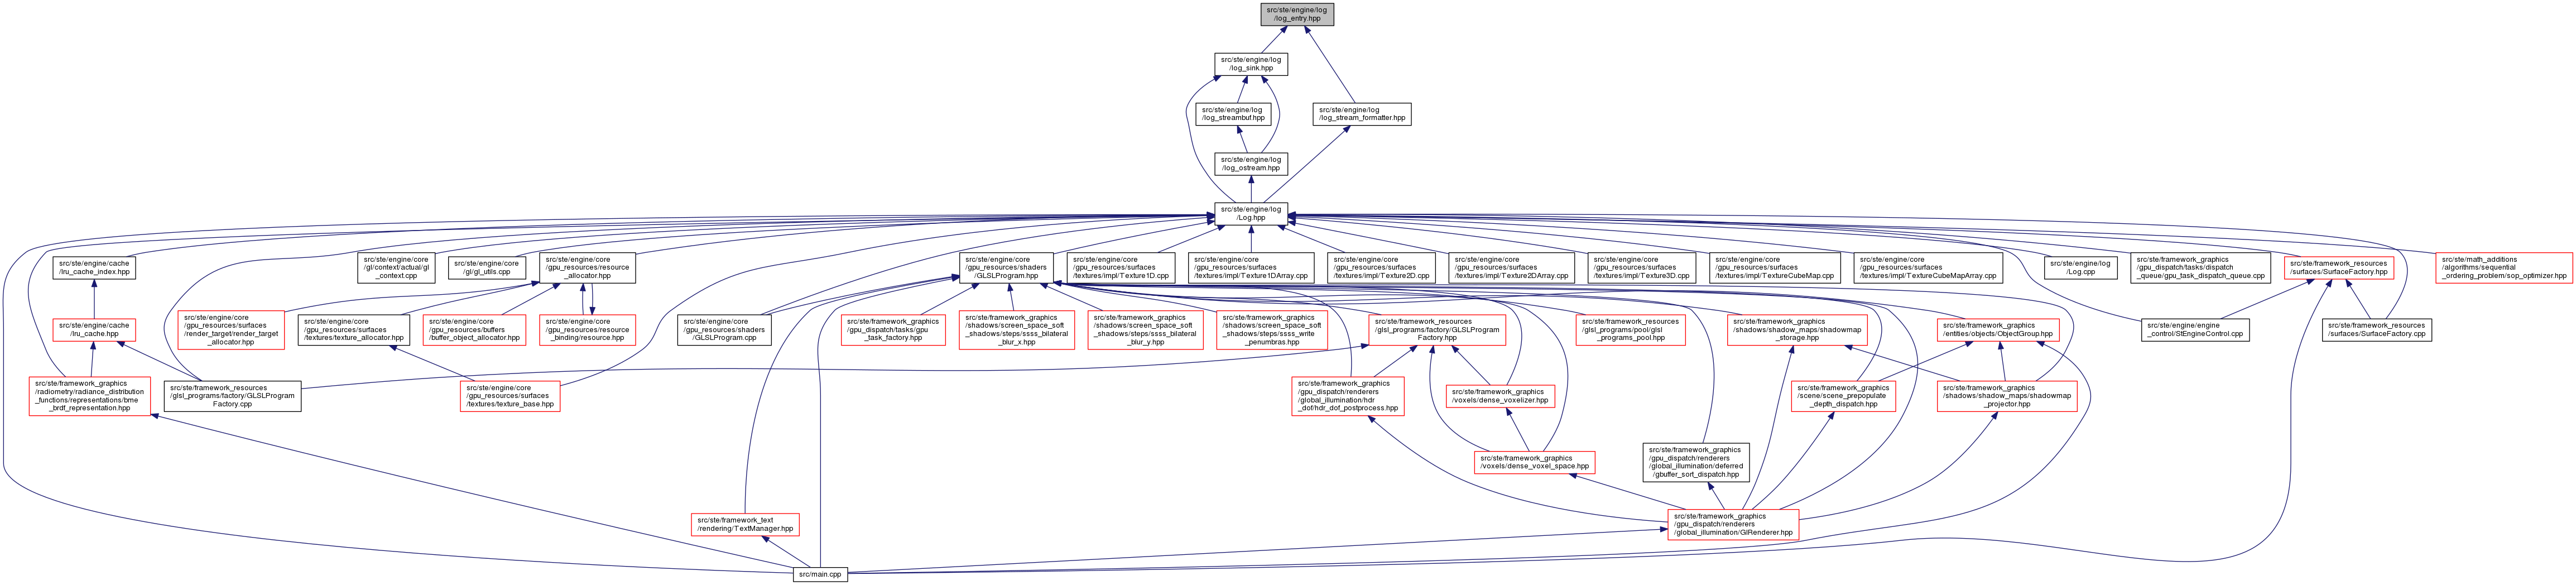 src/ste/engine/log
/log_entry.hpp
src/ste/engine/log
/log_sink.hpp
src/ste/engine/log
/log_streambuf.hpp
src/ste/engine/log
/log_stream_formatter.hpp
src/ste/engine/log
/log_ostream.hpp
src/ste/engine/log
/Log.hpp
src/ste/engine/cache
/lru_cache_index.hpp
src/ste/engine/core
/gl/context/actual/gl
_context.cpp
src/ste/engine/core
/gl/gl_utils.cpp
src/ste/engine/core
/gpu_resources/resource
_allocator.hpp
src/ste/engine/core
/gpu_resources/shaders
/GLSLProgram.hpp
src/ste/engine/core
/gpu_resources/surfaces
/textures/impl/Texture1D.cpp
src/ste/engine/core
/gpu_resources/surfaces
/textures/impl/Texture1DArray.cpp
src/ste/engine/core
/gpu_resources/surfaces
/textures/impl/Texture2D.cpp
src/ste/engine/core
/gpu_resources/surfaces
/textures/impl/Texture2DArray.cpp
src/ste/engine/core
/gpu_resources/surfaces
/textures/impl/Texture3D.cpp
src/ste/engine/core
/gpu_resources/surfaces
/textures/impl/TextureCubeMap.cpp
src/ste/engine/core
/gpu_resources/surfaces
/textures/impl/TextureCubeMapArray.cpp
src/ste/engine/log
/Log.cpp
src/ste/framework_graphics
/gpu_dispatch/tasks/dispatch
_queue/gpu_task_dispatch_queue.cpp
src/ste/framework_resources
/surfaces/SurfaceFactory.hpp
src/ste/math_additions
/algorithms/sequential
_ordering_problem/sop_optimizer.hpp
src/ste/engine/cache
/lru_cache.hpp
src/ste/engine/core
/gpu_resources/surfaces
/render_target/render_target
_allocator.hpp
src/ste/engine/core
/gpu_resources/surfaces
/textures/texture_allocator.hpp
src/ste/engine/core
/gpu_resources/buffers
/buffer_object_allocator.hpp
src/ste/engine/core
/gpu_resources/resource
_binding/resource.hpp
src/ste/engine/core
/gpu_resources/shaders
/GLSLProgram.cpp
src/ste/framework_graphics
/gpu_dispatch/tasks/gpu
_task_factory.hpp
src/ste/framework_graphics
/shadows/screen_space_soft
_shadows/steps/ssss_bilateral
_blur_x.hpp
src/ste/framework_graphics
/shadows/screen_space_soft
_shadows/steps/ssss_bilateral
_blur_y.hpp
src/ste/framework_graphics
/shadows/screen_space_soft
_shadows/steps/ssss_write
_penumbras.hpp
src/ste/framework_resources
/glsl_programs/factory/GLSLProgram
Factory.hpp
src/ste/framework_resources
/glsl_programs/pool/glsl
_programs_pool.hpp
src/ste/framework_graphics
/shadows/shadow_maps/shadowmap
_storage.hpp
src/ste/framework_graphics
/entities/objects/ObjectGroup.hpp
src/ste/engine/engine
_control/StEngineControl.cpp
src/ste/framework_resources
/surfaces/SurfaceFactory.cpp
src/ste/framework_graphics
/radiometry/radiance_distribution
_functions/representations/bme
_brdf_representation.hpp
src/ste/framework_resources
/glsl_programs/factory/GLSLProgram
Factory.cpp
src/ste/engine/core
/gpu_resources/surfaces
/textures/texture_base.hpp
src/ste/framework_graphics
/gpu_dispatch/renderers
/global_illumination/hdr
_dof/hdr_dof_postprocess.hpp
src/ste/framework_graphics
/voxels/dense_voxelizer.hpp
src/ste/framework_graphics
/scene/scene_prepopulate
_depth_dispatch.hpp
src/ste/framework_graphics
/shadows/shadow_maps/shadowmap
_projector.hpp
src/ste/framework_graphics
/voxels/dense_voxel_space.hpp
src/ste/framework_graphics
/gpu_dispatch/renderers
/global_illumination/deferred
/gbuffer_sort_dispatch.hpp
src/ste/framework_text
/rendering/TextManager.hpp
src/ste/framework_graphics
/gpu_dispatch/renderers
/global_illumination/GIRenderer.hpp
src/main.cpp